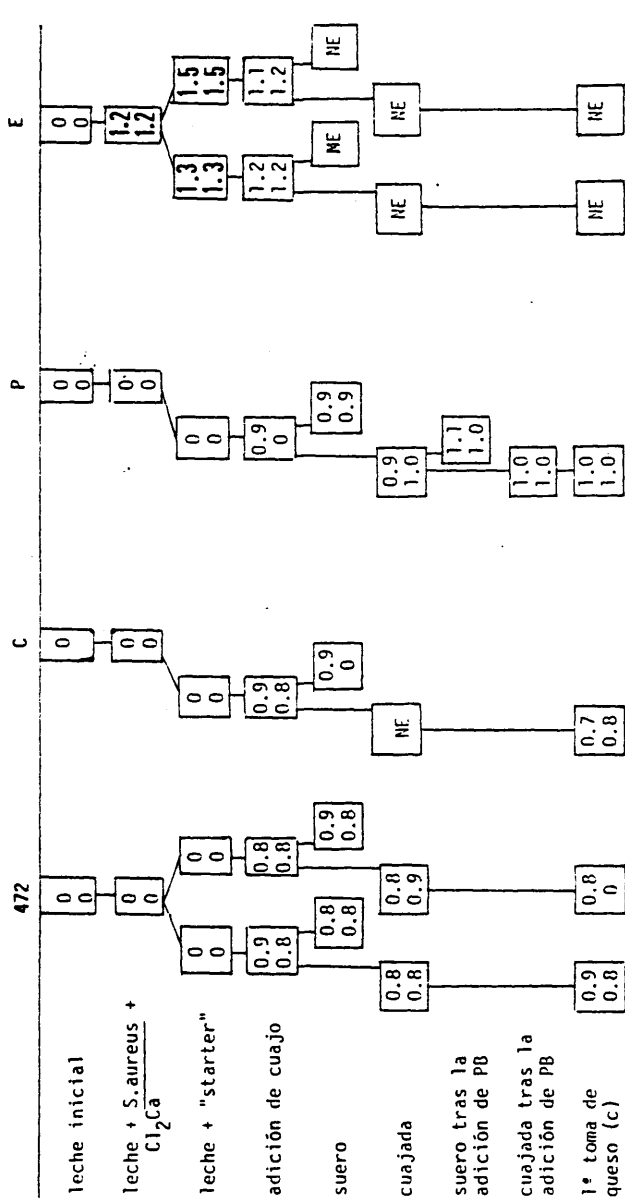 472 C P E
leche inicial 0 0 0 0
0 0 0
leche + S.aureus + 0 0 0 1.2
Cl2Ca 0 0 0 1.2
leche + "starter" 0 0 0 0 1.3 1.5
0 0 0 0 1.3 1.5
adición de cuajo 0.9 0.8 0.9 0.9 1.2 1.1
0.8 0.8 0.8 0 1.2 1.2
suero 0.8 0.9 0.9 0.9 NE NE
0.8 0.8 0 0.9
cuajada 0.8 0.8 NE 0.9 NE NE
0.8 0.9 1.0
suero tras la 1.1
adición de PB 1.0
cuajada tras la 1.0
adición de PB 1.0
1ª toma de 0.9 0.8 0.7 1.0 NE NE
queso (c) 0.8 0 0.8 1.0